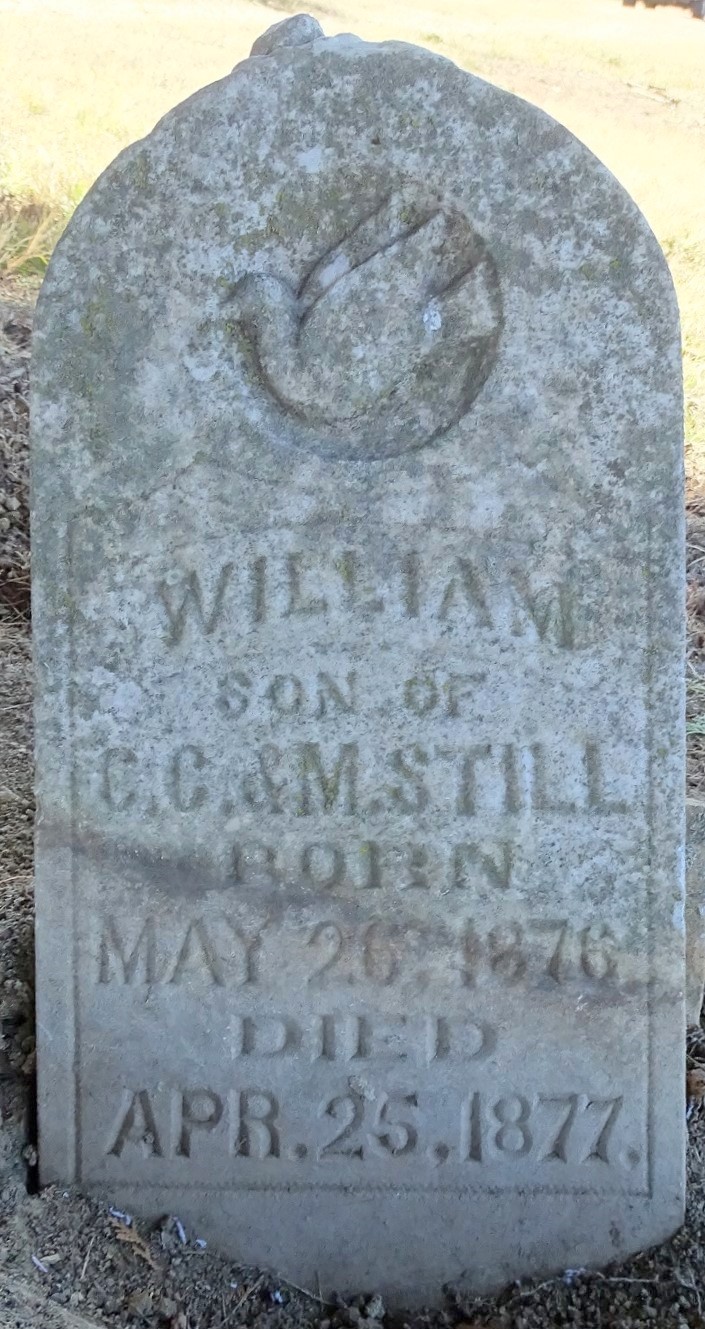 WILLIAM
SON OF
C.C.&M.STILL
BORN
MAY 26, 1876
DIED
APR. 25, 1877.